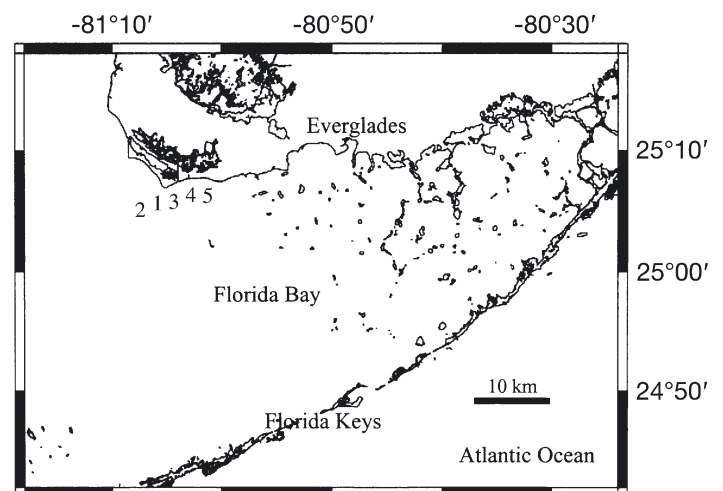 -81°10′ -80°50′ -80°30′
Everglades
25°10′
2 1 3 4 5
25°00′
Florida Bay
10 km
24°50′
Florida Keys
Atlantic Ocean